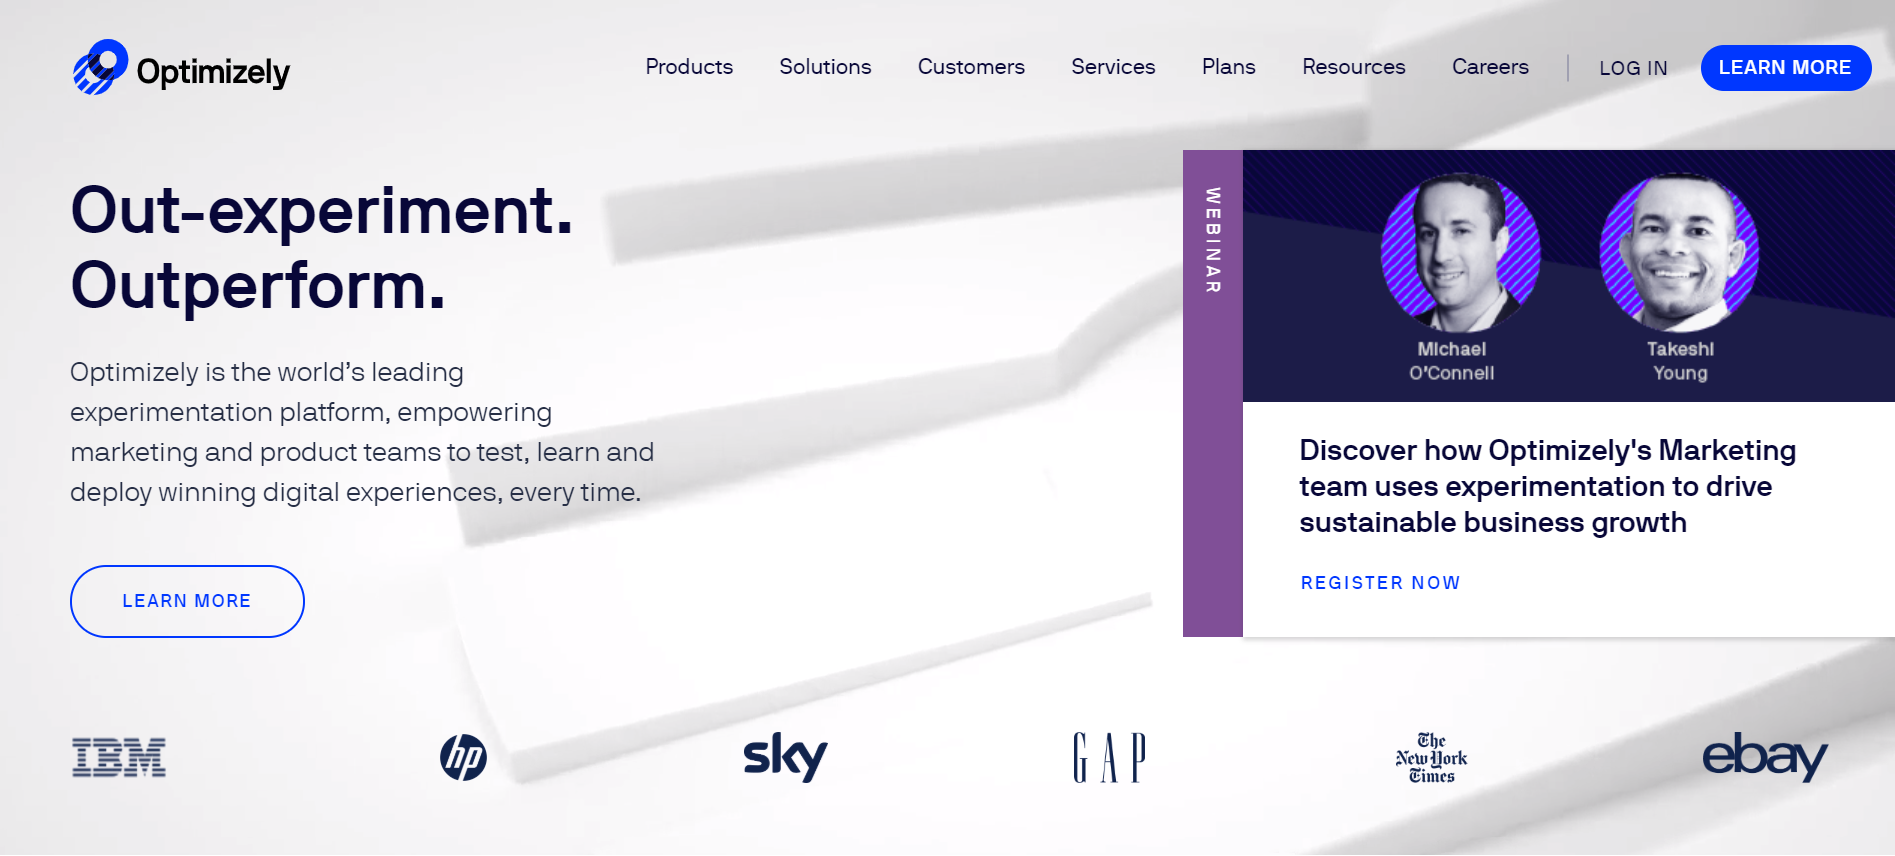 Optimizely
Products Solutions Customers Services Plans Resources Careers LOG IN LEARN MORE
Out-experiment.
Outperform.
Optimizely is the world's leading
experimentation platform, empowering
marketing and product teams to test, learn and
deploy winning digital experiences, every time.
LEARN MORE
WEBINAR
Michael
O'Connell
Takeshi
Young
Discover how Optimizely's Marketing
team uses experimentation to drive
sustainable business growth
REGISTER NOW
IBM
hp
sky
GAP
The
New York
Times
ebay